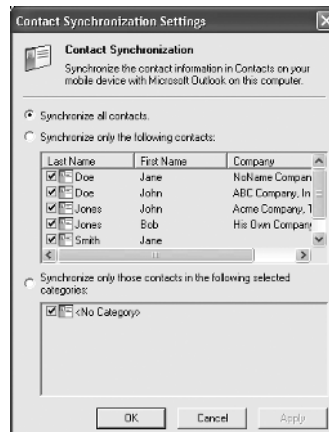 Contact Synchronization Settings
Contact Synchronization
Synchronize the contact information in Contacts on your
mobile device with Microsoft Outlook on this computer.
Synchronize all contacts.
Synchronize only the following contacts:
Last Name First Name Company
Doe Jane NoName Compan
Doe John ABC Company, In
Jones John Acme Company, 1
Jones Bob His Own Company
Smith Jane
Synchronize only those contacts in the following selected
categories:
<No Category>
OK Cancel Apply